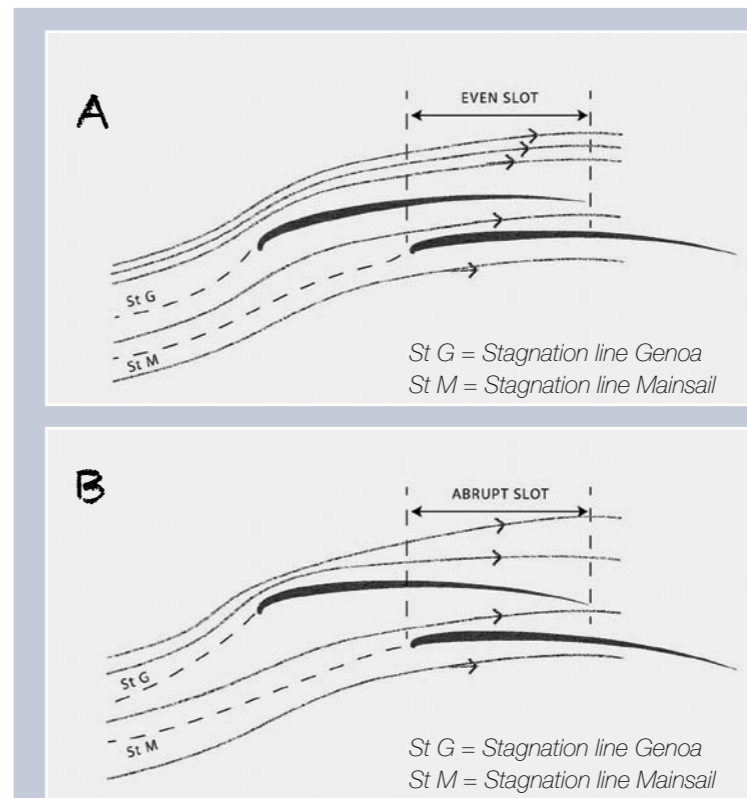 A
EVEN SLOT
St G
St M
St G = Stagnation line Genoa
St M = Stagnation line Mainsail
B
ABRUPT SLOT
St G
St M
St G = Stagnation line Genoa
St M = Stagnation line Mainsail